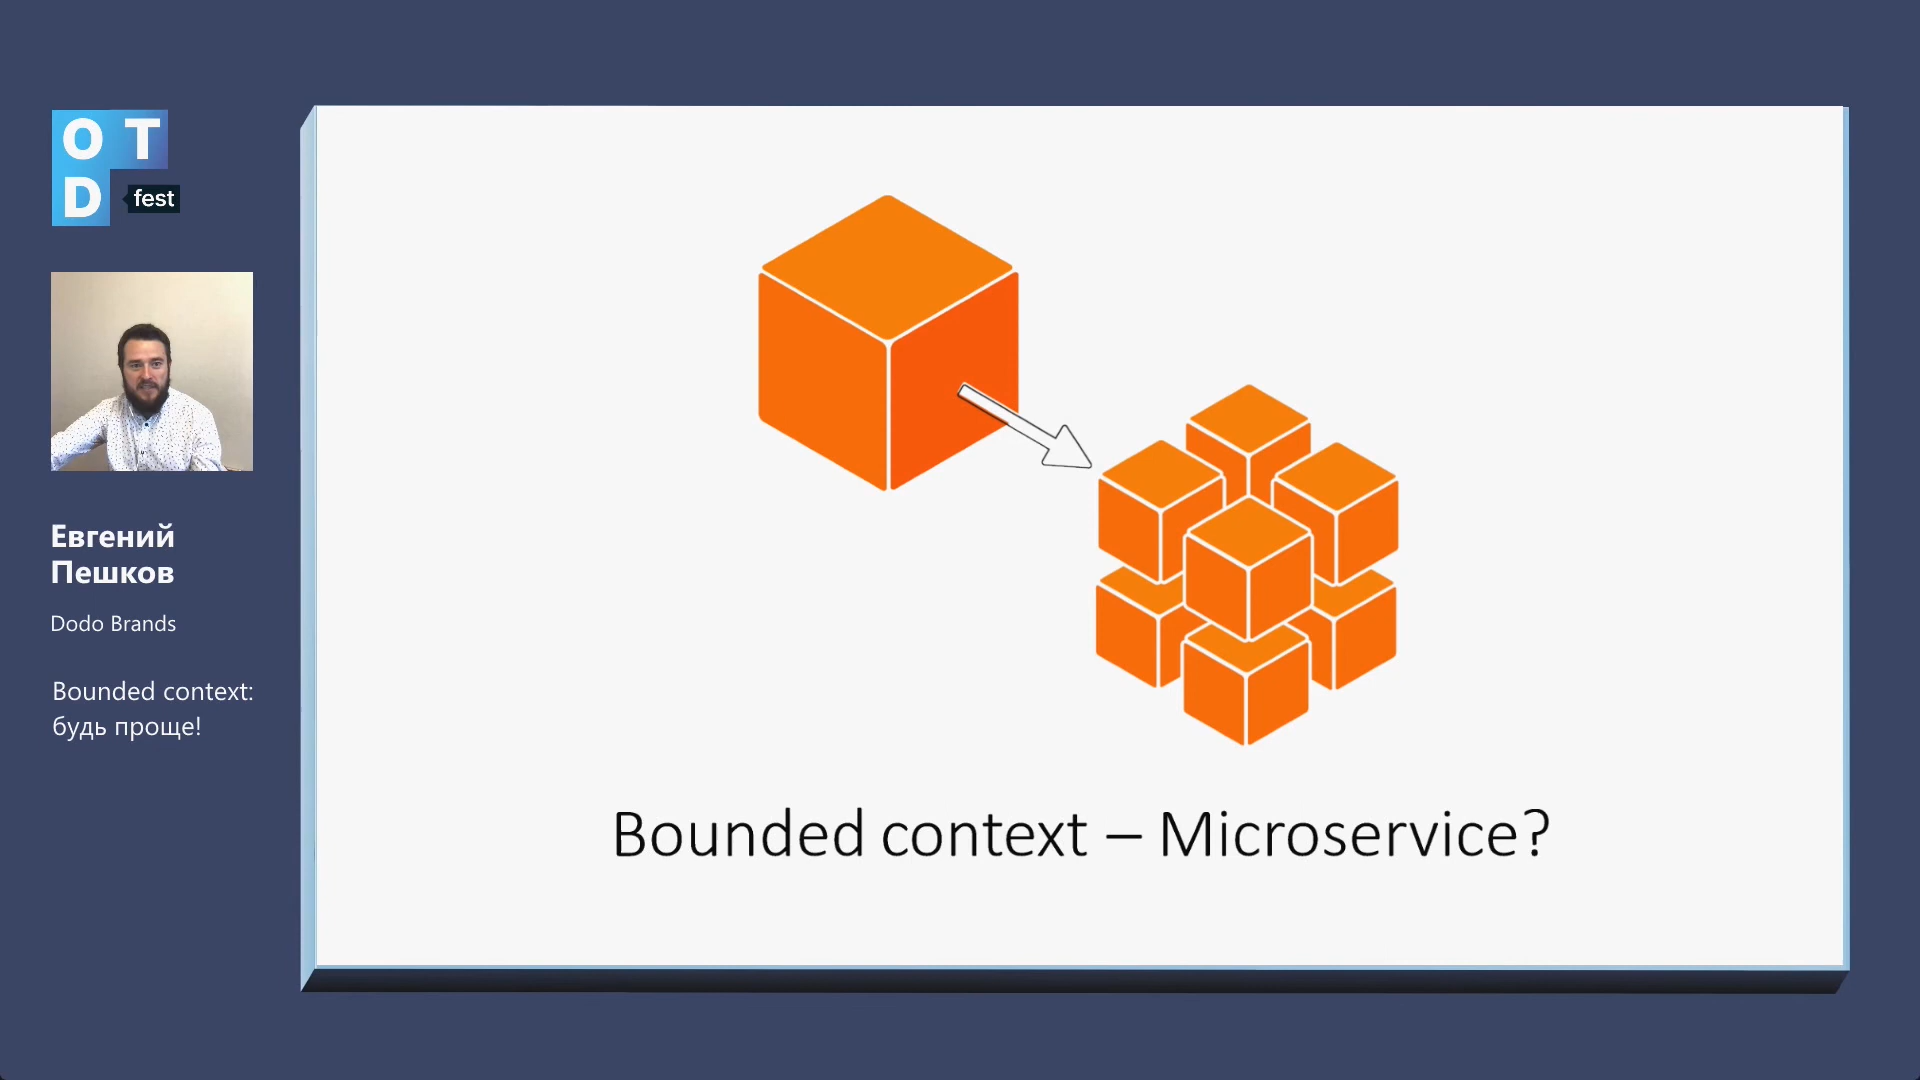 O T
D fest
Евгений
Пешков
Dodo Brands
Bounded context:
будь проще!
Bounded context – Microservice?